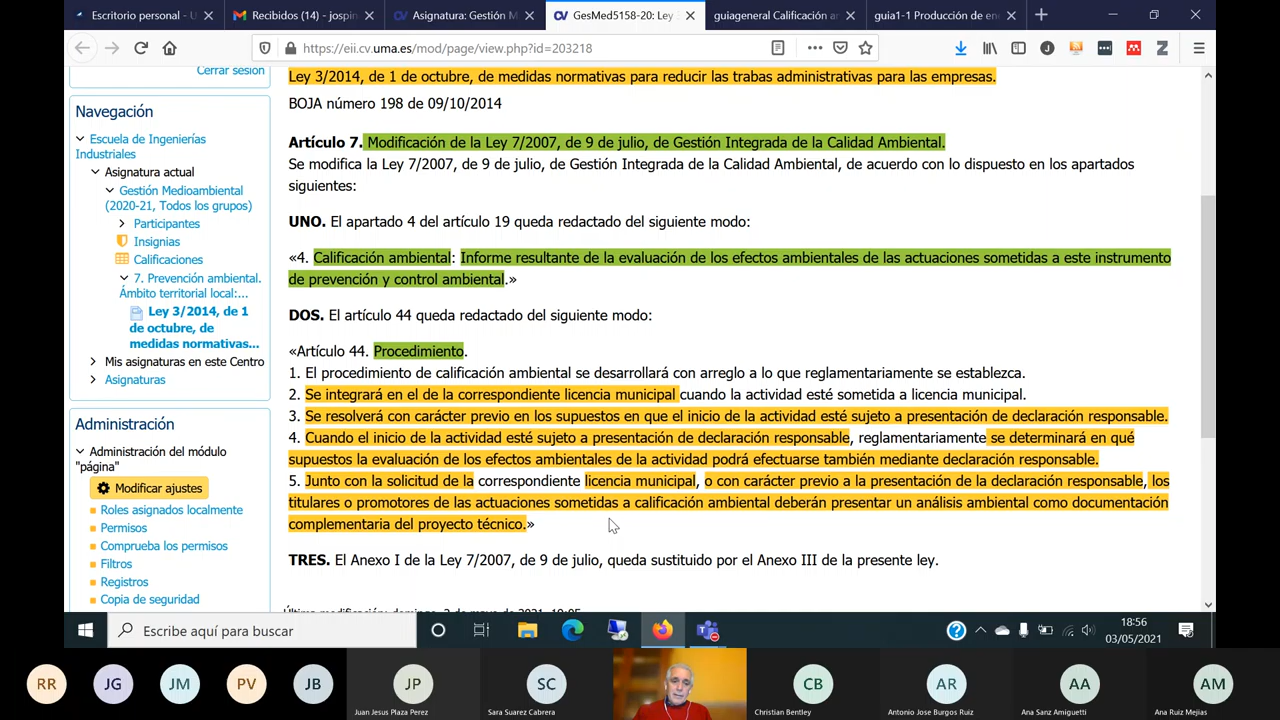 Escritorio personal - U
Recibidos (14) - jospin
Asignatura: Gestión M
GesMed5158-20: Ley
guiageneral Calificación a
guia1-1 Producción de en
https://eii.cv.uma.es/mod/page/view.php?id=203218
Cerrar sesión
Navegación
Escuela de Ingenierías
Industriales
Asignatura actual
Gestión Medioambiental
(2020-21, Todos los grupos)
Participantes
Insignias
Calificaciones
7. Prevención ambiental.
Ámbito territorial local:...
Ley 3/2014, de 1
de octubre, de
medidas normativas...
Mis asignaturas en este Centro
Asignaturas
Administración
Administración del módulo
"página"
Modificar ajustes
Roles asignados localmente
Permisos
Comprueba los permisos
Filtros
Registros
Copia de seguridad
Ley 3/2014, de 1 de octubre, de medidas normativas para reducir las trabas administrativas para las empresas.
BOJA número 198 de 09/10/2014
Artículo 7. Modificación de la Ley 7/2007, de 9 de julio, de Gestión Integrada de la Calidad Ambiental.
Se modifica la Ley 7/2007, de 9 de julio, de Gestión Integrada de la Calidad Ambiental, de acuerdo con lo dispuesto en los apartados
siguientes:
UNO. El apartado 4 del artículo 19 queda redactado del siguiente modo:
«4. Calificación ambiental: Informe resultante de la evaluación de los efectos ambientales de las actuaciones sometidas a este instrumento
de prevención y control ambiental.»
DOS. El artículo 44 queda redactado del siguiente modo:
«Artículo 44. Procedimiento.
1. El procedimiento de calificación ambiental se desarrollará con arreglo a lo que reglamentariamente se establezca.
2. Se integrará en el de la correspondiente licencia municipal cuando la actividad esté sometida a licencia municipal.
3. Se resolverá con carácter previo en los supuestos en que el inicio de la actividad esté sujeto a presentación de declaración responsable.
4. Cuando el inicio de la actividad esté sujeto a presentación de declaración responsable, reglamentariamente se determinará en qué
supuestos la evaluación de los efectos ambientales de la actividad podrá efectuarse también mediante declaración responsable.
5. Junto con la solicitud de la correspondiente licencia municipal, o con carácter previo a la presentación de la declaración responsable, los
titulares o promotores de las actuaciones sometidas a calificación ambiental deberán presentar un análisis ambiental como documentación
complementaria del proyecto técnico.»
TRES. El Anexo I de la Ley 7/2007, de 9 de julio, queda sustituido por el Anexo III de la presente ley.
Última modificación: domingo, 2 de mayo de 2021, 19:05
Escribe aquí para buscar
18:56
03/05/2021
RR
JG
JM
PV
JB
JP
SC
CB
AR
AA
AM
Juan Jesus Plaza Perez
Sara Suarez Cabrera
Christian Bentley
Antonio Jose Burgos Ruiz
Ana Sanz Amiguetti
Ana Ruiz Mejias